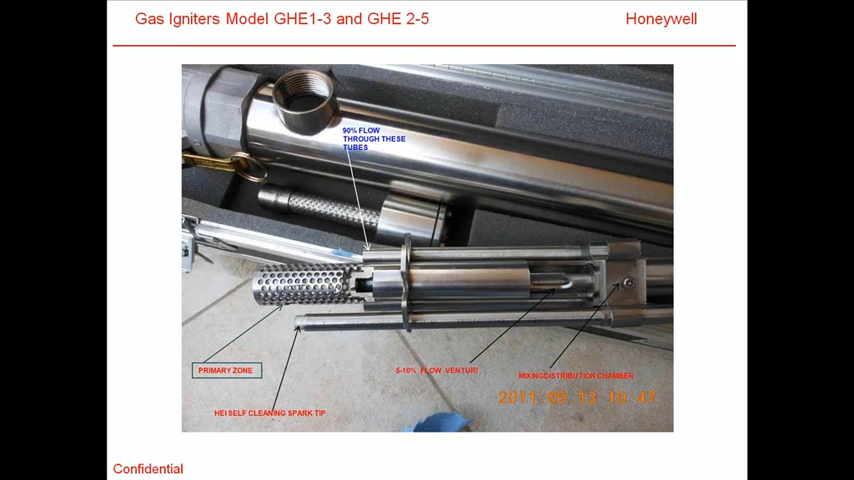 Gas Igniters Model GHE1-3 and GHE 2-5
Honeywell
90% FLOW
THROUGH THESE
TUBES
PRIMARY ZONE
5-10% FLOW VENTURI
MIXING DISTRIBUTION CHAMBER
HEI SELF CLEANING SPARK TIP
2011. 09. 13 10:47
Confidential